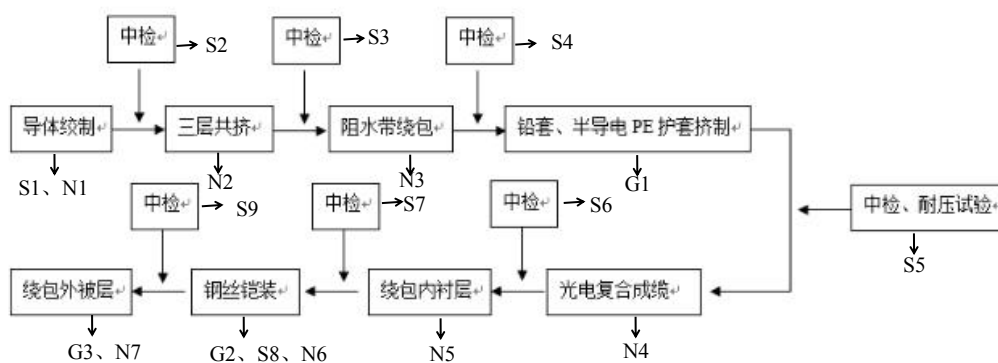 中检 S2 中检 S3 中检 S4
导体绞制 三层共挤 阻水带绕包 铅套、半导电 PE 护套挤制
S1、N1 N2 N3 G1
中检 S9 中检 S7 中检 S6 中检、耐压试验
S5
绕包外被层 钢丝铠装 绕包内衬层 光电复合成缆
G3、N7 G2、S8、N6 N5 N4